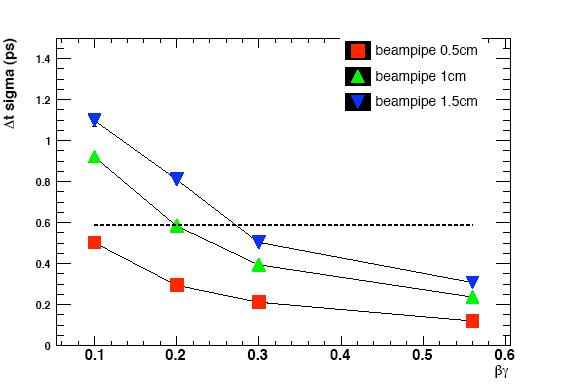 Δt sigma (ps)
1.4
1.2
1
0.8
0.6
0.4
0.2
0
beampipe 0.5cm
beampipe 1cm
beampipe 1.5cm
0.1 0.2 0.3 0.4 0.5 0.6
βγ